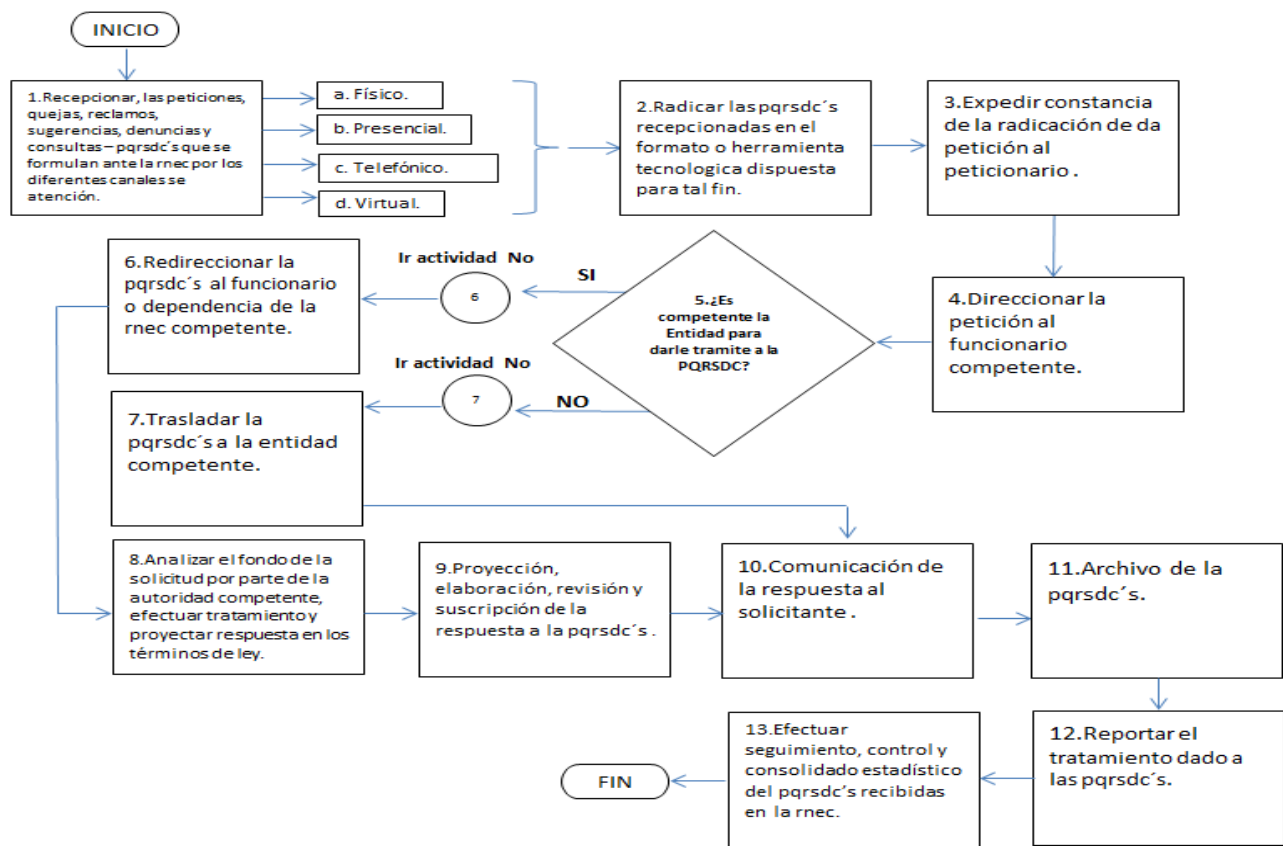 INICIO
1.Recepcionar, las peticiones,
quejas, reclamos,
sugerencias, denuncias y
consultas – pqrsdc´s que se
formulan ante la rnec por los
diferentes canales se
atención.
a. Físico.
b. Presencial.
c. Telefónico.
d. Virtual.
2.Radicar las pqrsdc´s
recepcionadas en el
formato o herramienta
tecnologica dispuesta
para tal fin.
3.Expedir constancia
de la radicación de da
petición al
peticionario .
4.Direccionar la
petición al
funcionario
competente.
5.¿Es
competente la
Entidad para
darle tramite a la
PQRSDC?
SI
Ir actividad No
6
6.Redireccionar la
pqrsdc´s al funcionario
o dependencia de la
rnec competente.
NO
Ir actividad No
7
7.Trasladar la
pqrsdc´s a la entidad
competente.
8.Analizar el fondo de la
solicitud por parte de la
autoridad competente,
efectuar tratamiento y
proyectar respuesta en los
términos de ley.
9.Proyección,
elaboración, revisión y
suscripción de la
respuesta a la pqrsdc´s .
10.Comunicación de
la respuesta al
solicitante .
11.Archivo de la
pqrsdc´s.
12.Reportar el
tratamiento dado a
las pqrsdc´s.
13.Efectuar
seguimiento, control y
consolidado estadístico
del pqrsdc´s recibidas
en la rnec.
FIN